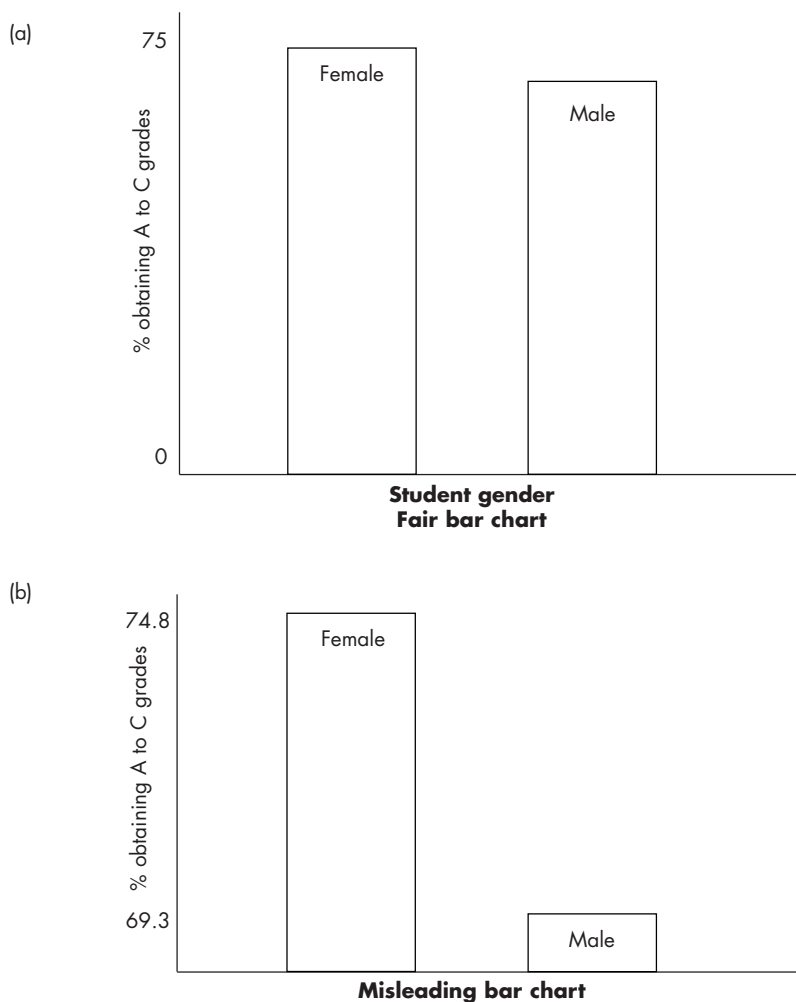 (a)
75
Female
Male
% obtaining A to C grades
0
Student gender
Fair bar chart
(b)
74.8
Female
% obtaining A to C grades
69.3
Male
Misleading bar chart